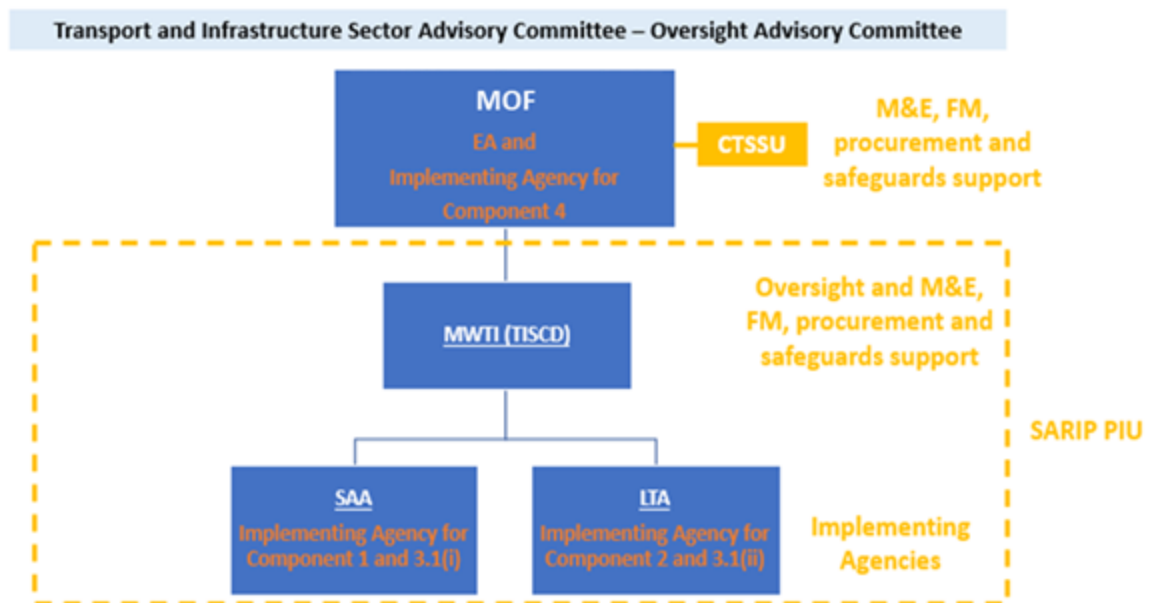 Transport and Infrastructure Sector Advisory Committee – Oversight Advisory Committee
MOF
EA and
Implementing Agency for
Component 4
CTSSU
M&E, FM,
procurement and
safeguards support
MWTI (TISCD)
Oversight and M&E,
FM, procurement and
safeguards support
SARIP PIU
SAA
Implementing Agency for
Component 1 and 3.1(i)
LTA
Implementing Agency for
Component 2 and 3.1(ii)
Implementing
Agencies